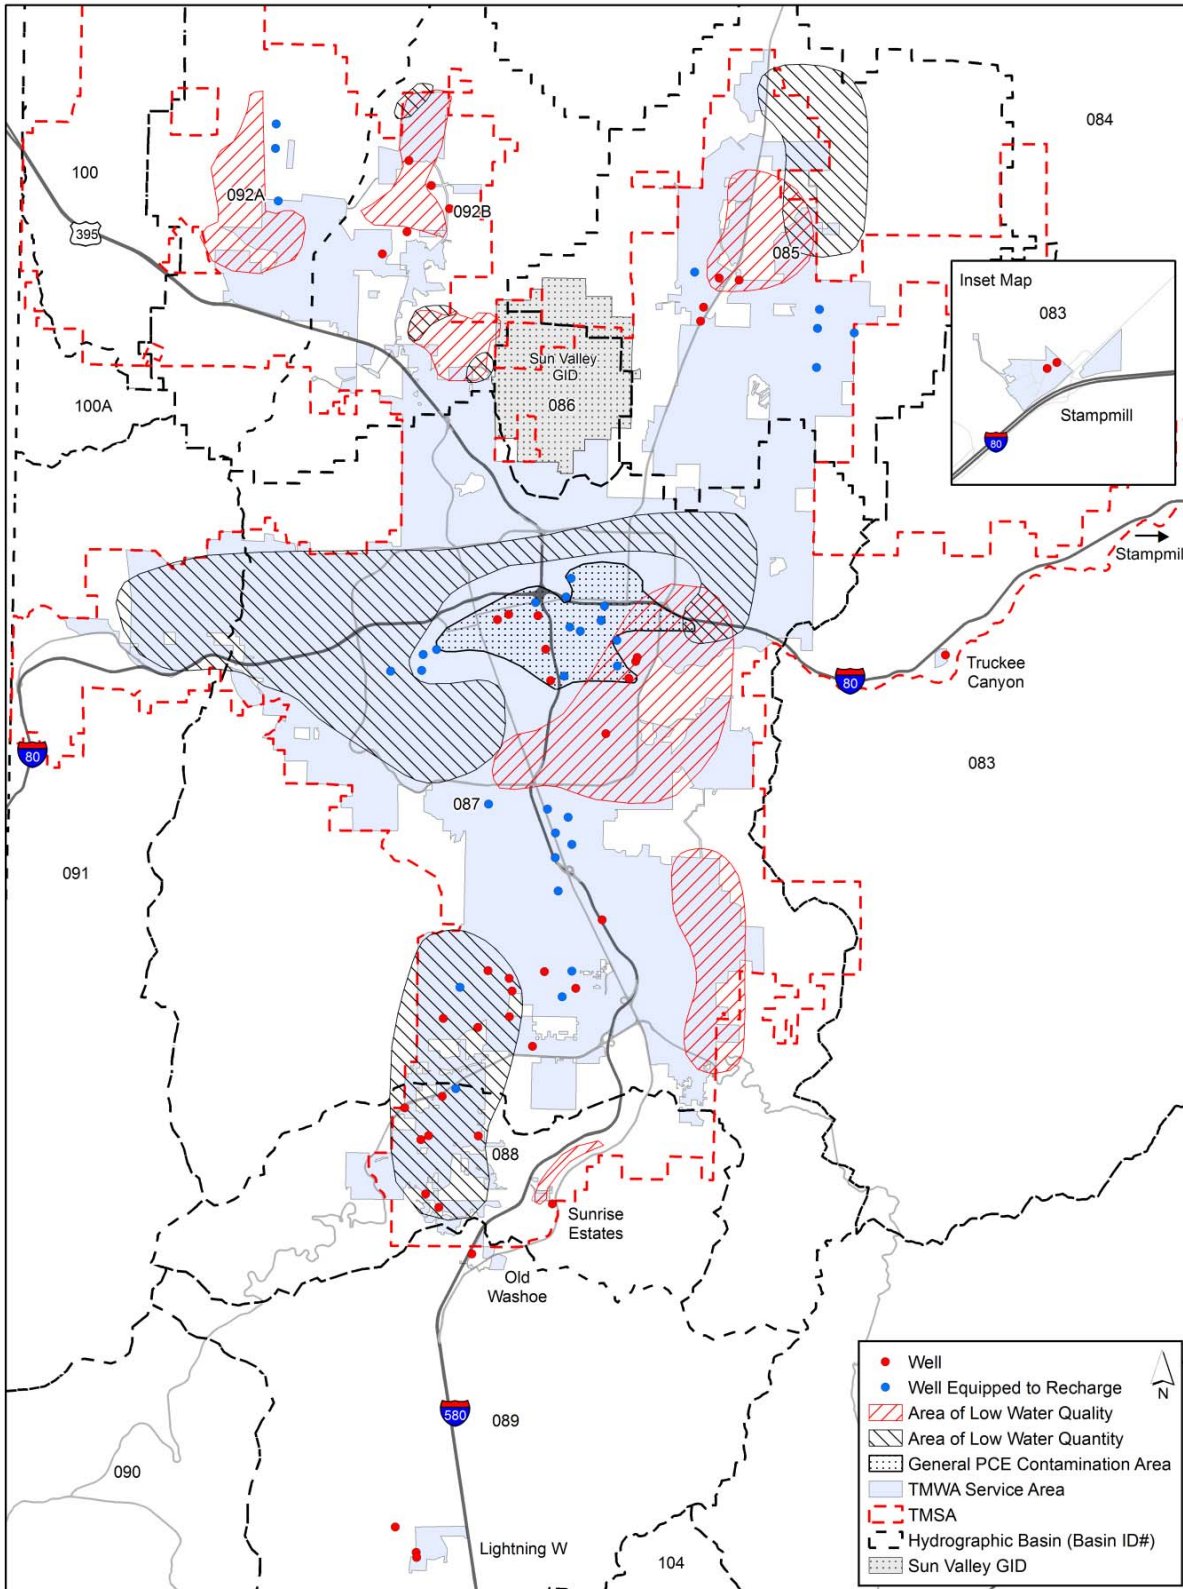 084
100
092A
092B
395
085
Inset Map
083
Stampmill
80
Sun Valley
GID
086
100A
Stampmill
Truckee
Canyon
80
80
083
087
091
088
Sunrise
Estates
Old
Washoe
580
089
090
Lightning W
104
Well
Well Equipped to Recharge
Area of Low Water Quality
Area of Low Water Quantity
General PCE Contamination Area
TMWA Service Area
TMSA
Hydrographic Basin (Basin ID#)
Sun Valley GID
N